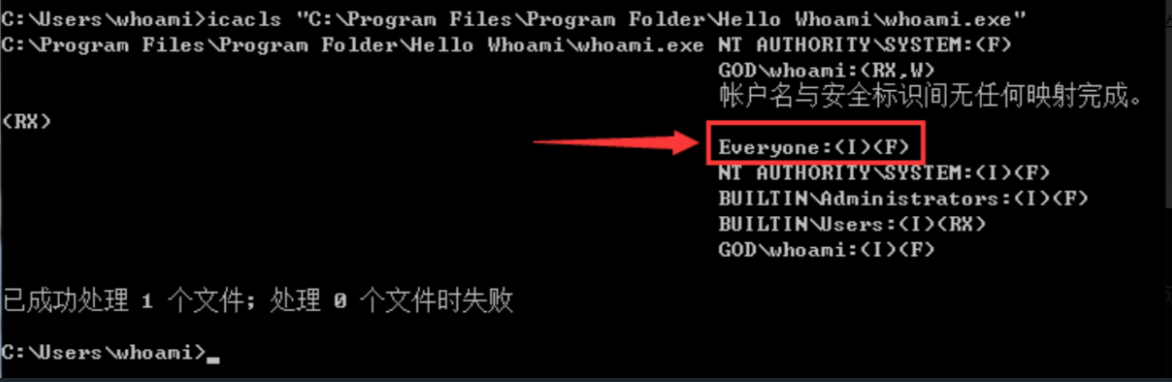 C:\Users\whoami>icacls "C:\Program Files\Program Folder\Hello Whoami\whoami.exe"
C:\Program Files\Program Folder\Hello Whoami\whoami.exe NT AUTHORITY\SYSTEM:(F)
GOD\whoami:(RX,W)
帐户名与安全标识间无任何映射完成。
(RX)
Everyone:(I)(F)
NT AUTHORITY\SYSTEM:(I)(F)
BUILTIN\Administrators:(I)(F)
BUILTIN\Users:(I)(RX)
GOD\whoami:(I)(F)
已成功处理 1 个文件; 处理 0 个文件时失败
C:\Users\whoami>_